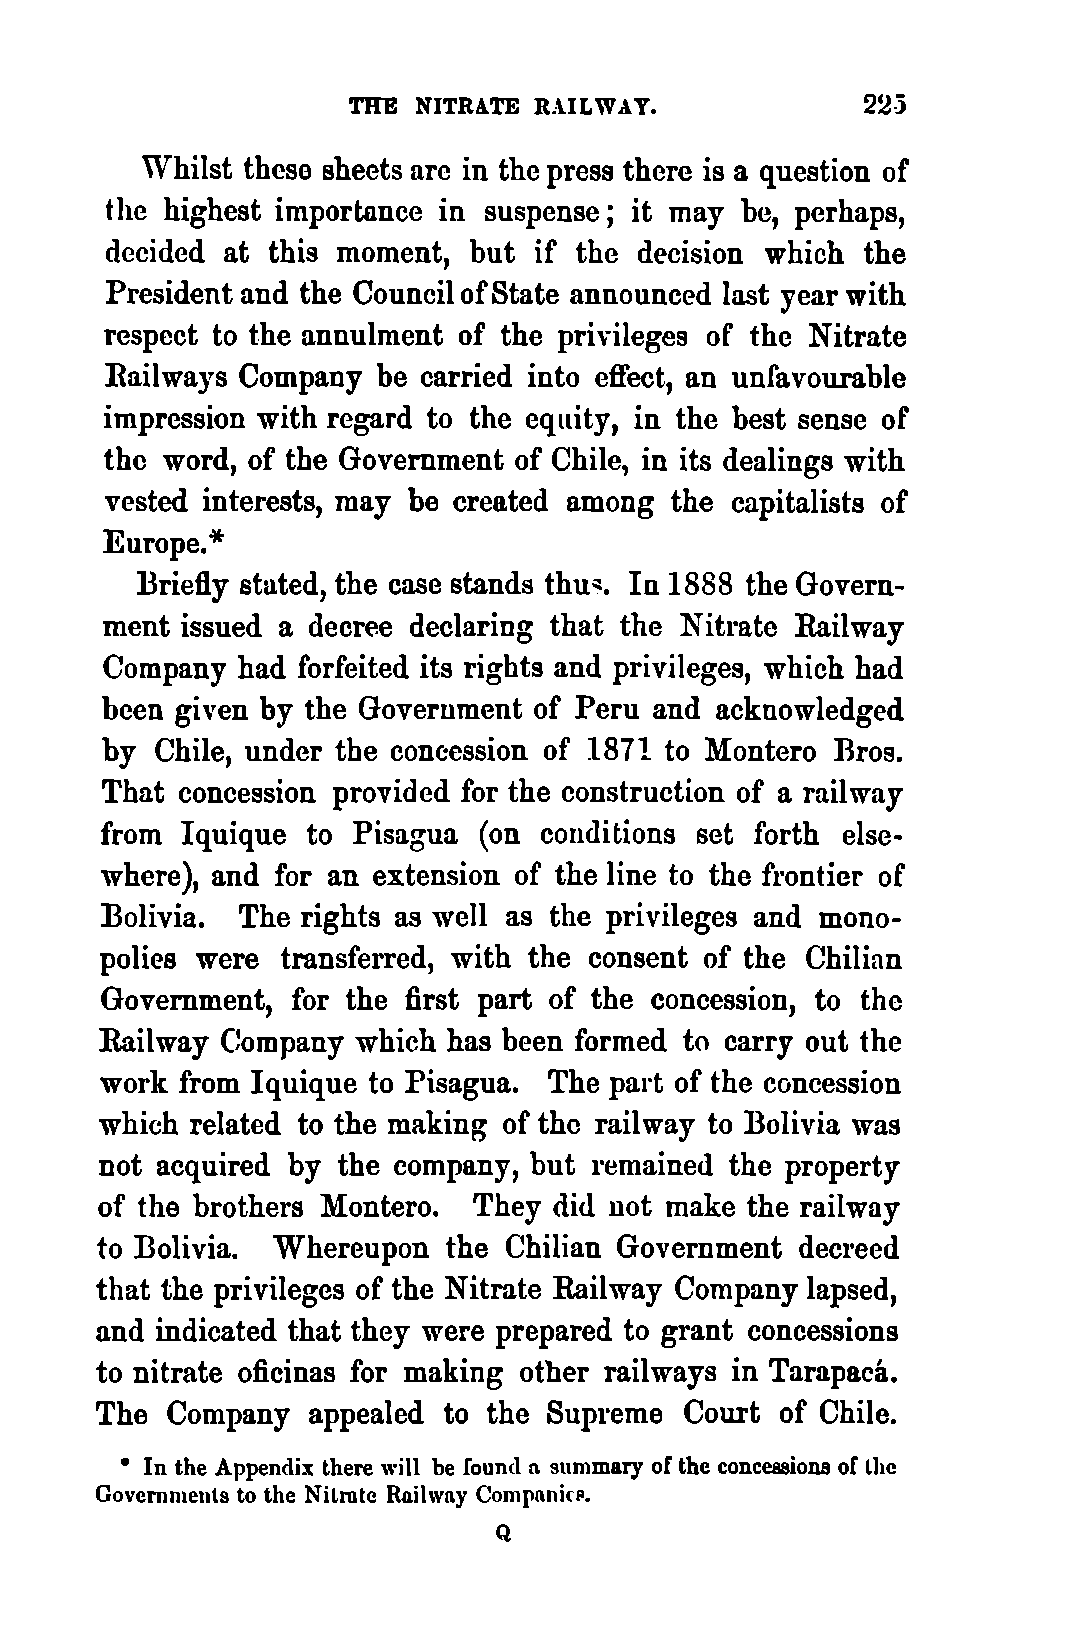 THE NITRATE RAILWAY. 225
Whilst these sheets are in the press there is a question of
the highest importance in suspense; it may be, perhaps,
decided at this moment, but if the decision which the
President and the Council of State announced last year with
respect to the annulment of the privileges of the Nitrate
Railways Company be carried into effect, an unfavourable
impression with regard to the equity, in the best sense of
the word, of the Government of Chile, in its dealings with
vested interests, may be created among the capitalists of
Europe.*
Briefly stated, the case stands thus. In 1888 the Govern-
ment issued a decree declaring that the Nitrate Railway
Company had forfeited its rights and privileges, which had
been given by the Government of Peru and acknowledged
by Chile, under the concession of 1871 to Montero Bros.
That concession provided for the construction of a railway
from Iquique to Pisagua (on conditions set forth else-
where), and for an extension of the line to the frontier of
Bolivia. The rights as well as the privileges and mono-
polies were transferred, with the consent of the Chilian
Government, for the first part of the concession, to the
Railway Company which has been formed to carry out the
work from Iquique to Pisagua. The part of the concession
which related to the making of the railway to Bolivia was
not acquired by the company, but remained the property
of the brothers Montero. They did not make the railway
to Bolivia. Whereupon the Chilian Government decreed
that the privileges of the Nitrate Railway Company lapsed,
and indicated that they were prepared to grant concessions
to nitrate oficinas for making other railways in Tarapacá.
The Company appealed to the Supreme Court of Chile.
* In the Appendix there will be found a summary of the concessions of the
Governments to the Nitrate Railway Companies.
Q